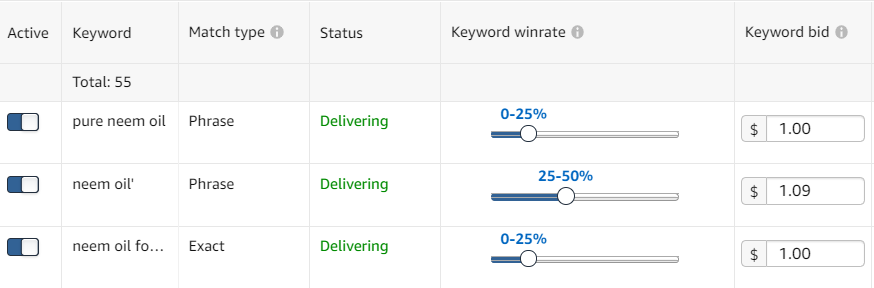 Active Keyword Match type Status Keyword winrate Keyword bid
Total: 55
pure neem oil Phrase Delivering 0-25% $ 1.00
neem oil' Phrase Delivering 25-50% $ 1.09
neem oil fo... Exact Delivering 0-25% $ 1.00